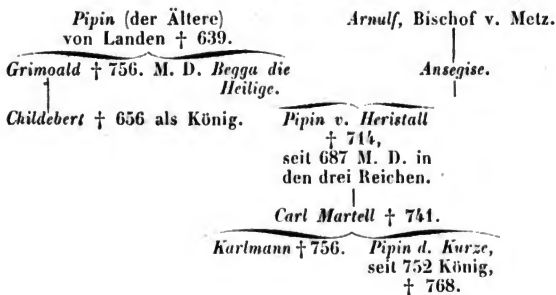 Pipin (der Ältere) Arnulf, Bischof v. Metz.
von Landen † 639.
Grimoald † 756. M. D. Begga die Ansegise.
Heilige.
Childebert † 656 als König. Pipin v. Heristall
† 714,
seit 687 M. D. in
den drei Reichen.
Carl Martell † 741.
Karlmann † 756. Pipin d. Kurze,
seit 752 König,
† 768.